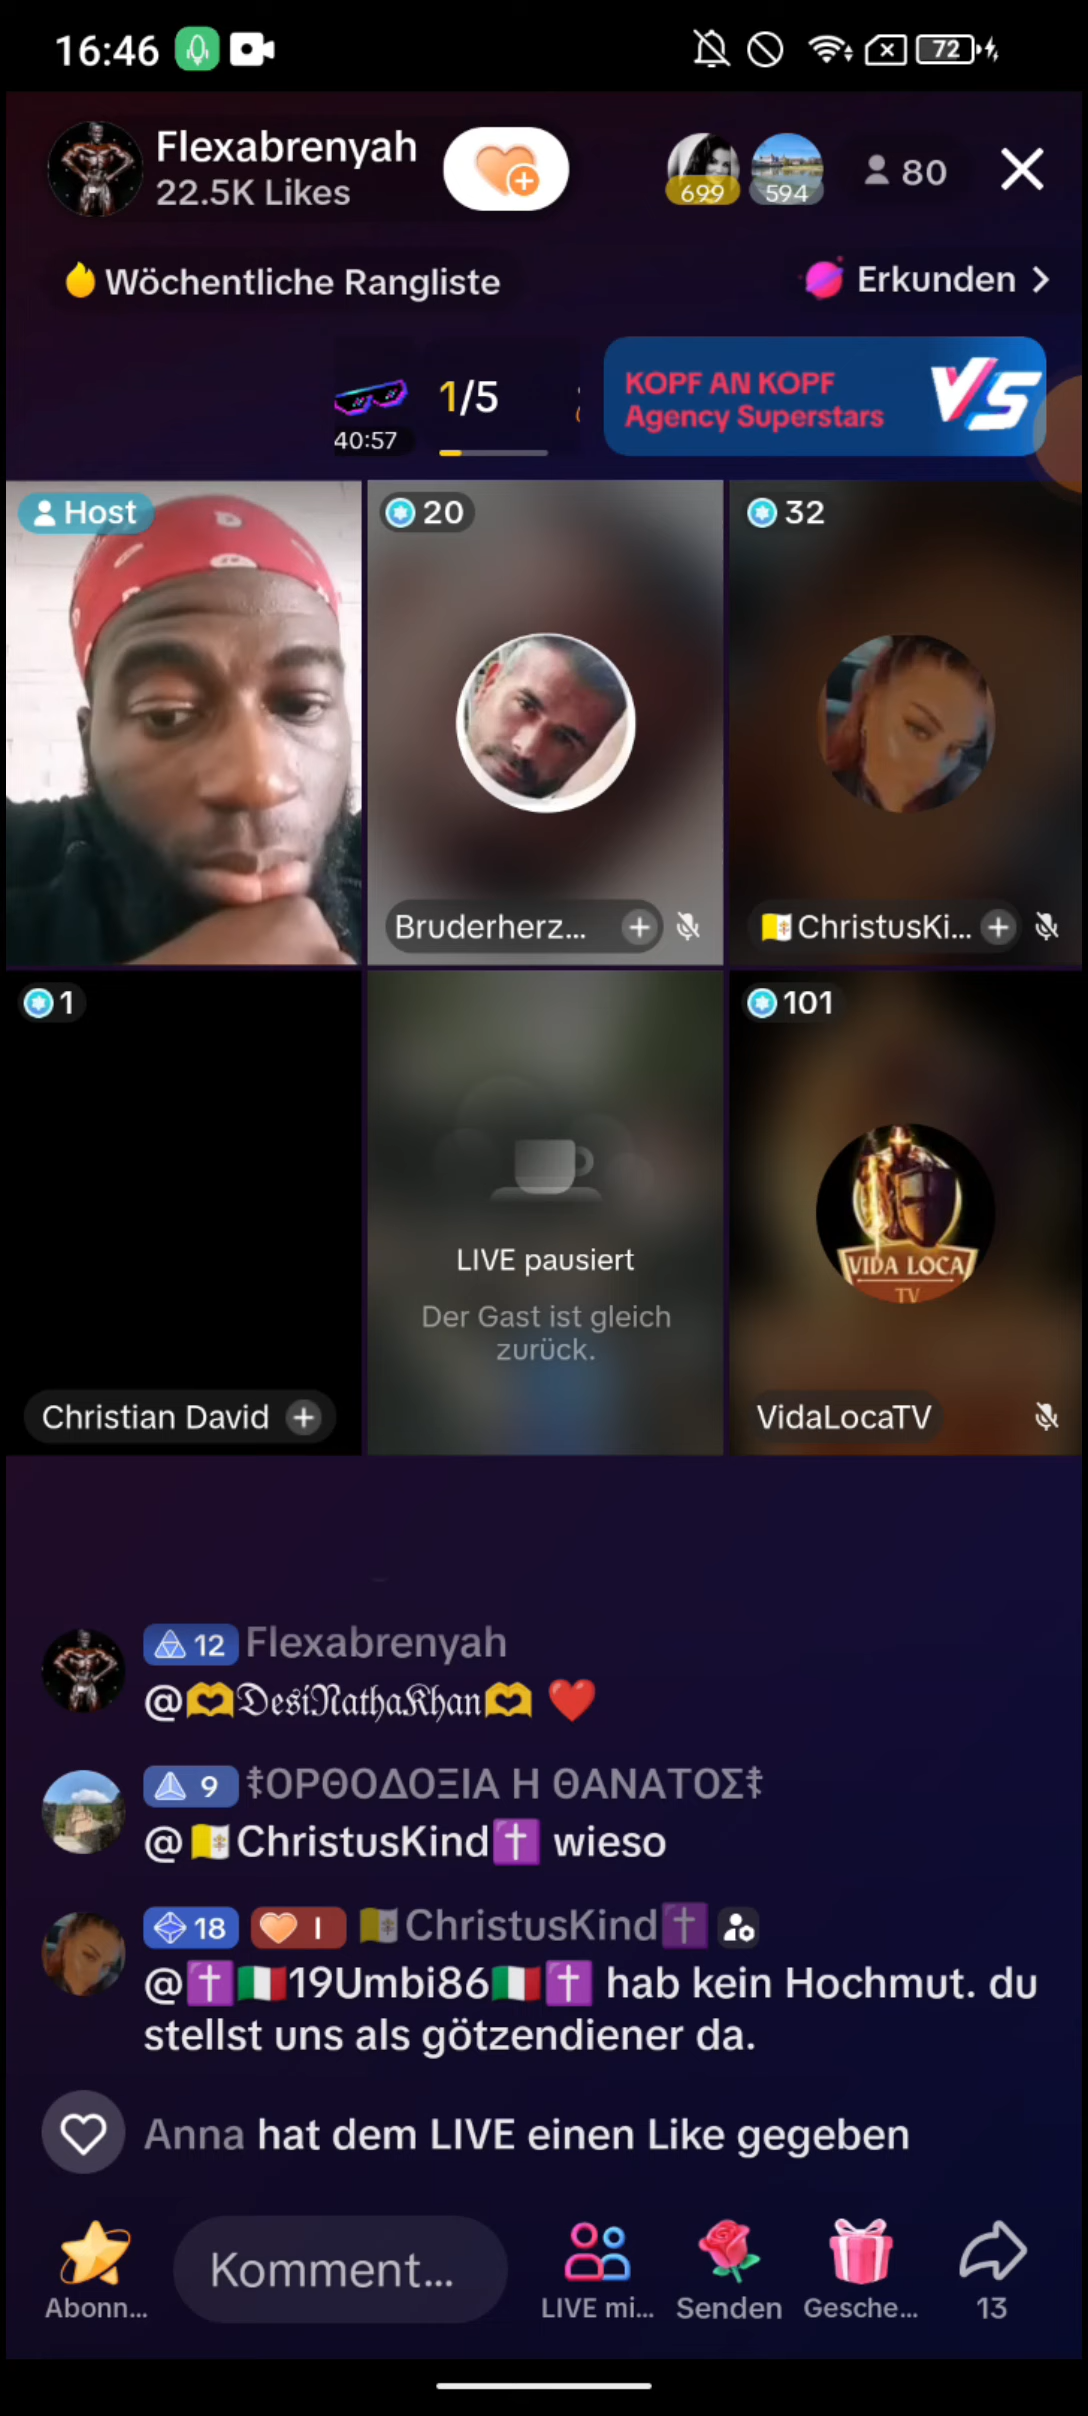 16:46
72
Flexabrenyah
22.5K Likes
699
594
80
Wöchentliche Rangliste
Erkunden
40:57
1/5
KOPF AN KOPF
Agency Superstars
VS
Host
20
32
Bruderherz...
🇻🇦ChristusKi...
1
101
LIVE pausiert
Der Gast ist gleich
zurück.
VIDA LOCA
TV
Christian David
VidaLocaTV
12 Flexabrenyah
@🫶𝔇𝔢𝔰𝔦𝔑𝔞𝔱𝔥𝔞𝔎𝔥𝔞𝔫🫶 ❤️
9 ☨ΟΡΘΟΔΟΞΙΑ Η ΘΑΝΑΤΟΣ☨
@🇻🇦ChristusKind✝️ wieso
18 I 🇻🇦ChristusKind✝️
@✝️🇮🇹19Umbi86🇮🇹✝️ hab kein Hochmut. du
stellst uns als götzendiener da.
Anna hat dem LIVE einen Like gegeben
Komment...
Abonn...
LIVE mi...
Senden
Gesche...
13